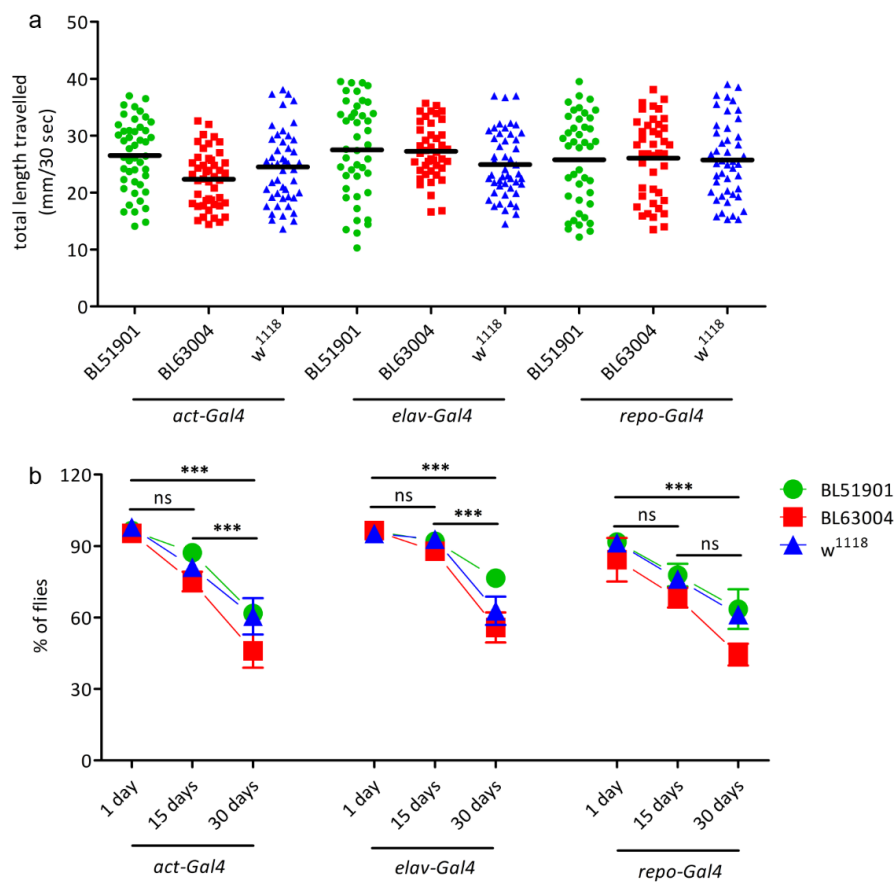 a
total length travelled
(mm/30 sec)
50
40
30
20
10
0
BL51901
BL63004
w1118
BL51901
BL63004
w1118
BL51901
BL63004
w1118
act-Gal4
elav-Gal4
repo-Gal4
b
% of flies
120
90
60
30
0
***
ns
***
***
ns
***
***
ns
ns
BL51901
BL63004
w1118
1 day
15 days
30 days
1 day
15 days
30 days
1 day
15 days
30 days
act-Gal4
elav-Gal4
repo-Gal4